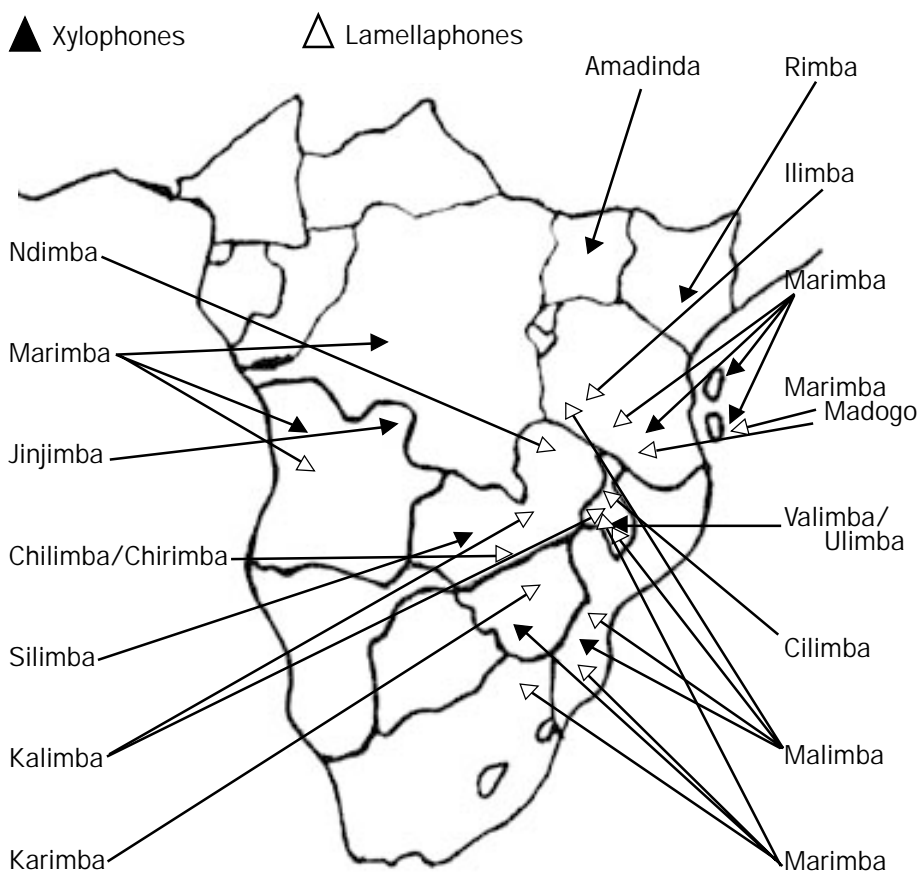 Xylophones
Lamellaphones
Amadinda
Rimba
Ilimba
Ndimba
Marimba
Marimba
Marimba
Madogo
Jinjimba
Valimba/
Ulimba
Chilimba/Chirimba
Silimba
Cilimba
Kalimba
Malimba
Karimba
Marimba